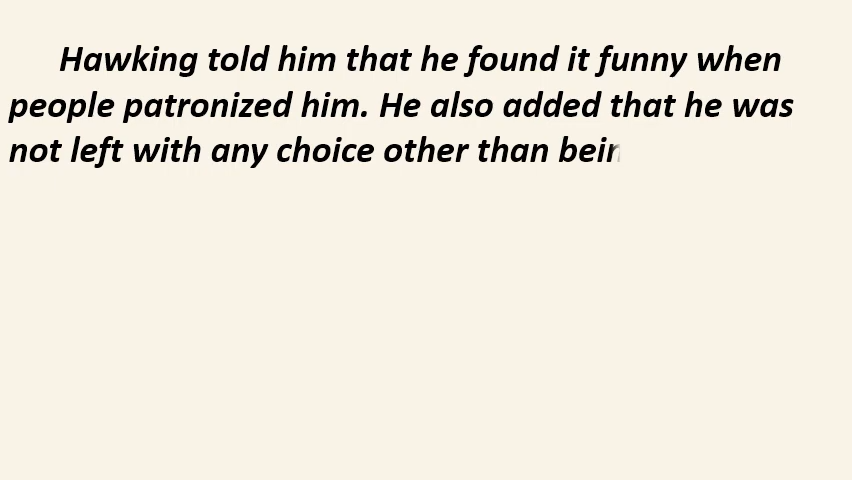 Hawking told him that he found it funny when
people patronized him. He also added that he was
not left with any choice other than